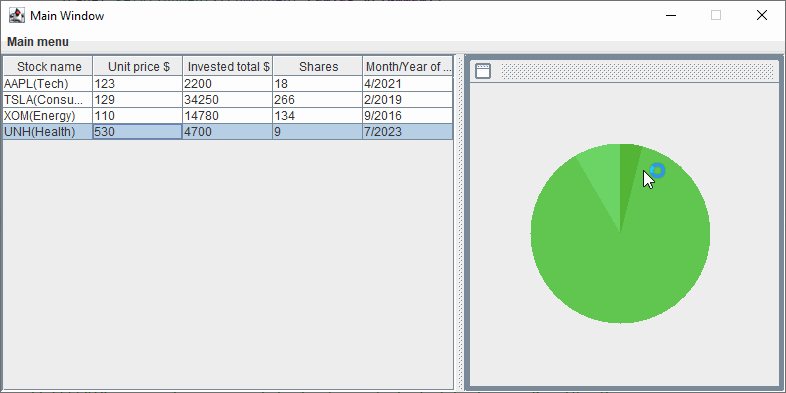 Main Window
Main menu
Stock name Unit price $ Invested total $ Shares Month/Year of ...
AAPL(Tech) 123 2200 18 4/2021
TSLA(Consu... 129 34250 266 2/2019
XOM(Energy) 110 14780 134 9/2016
UNH(Health) 530 4700 9 7/2023